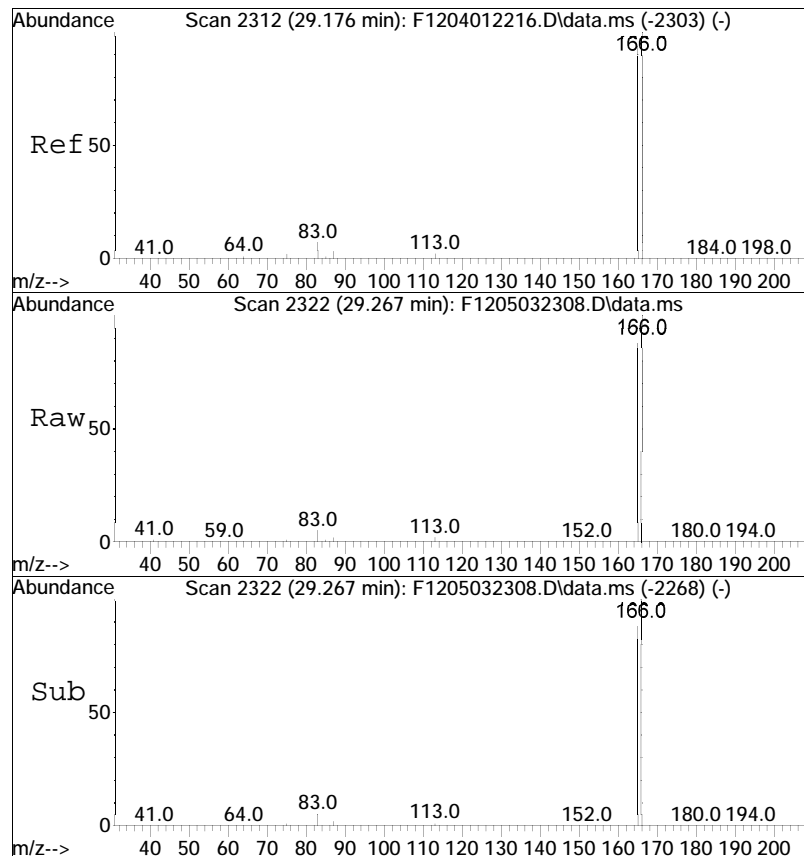 Abundance Scan 2312 (29.176 min): F1204012216.D\data.ms (-2303) (-)
166.0
Ref 50
83.0
41.0 64.0 113.0 184.0 198.0
0
m/z--> 40 50 60 70 80 90 100 110 120 130 140 150 160 170 180 190 200
Abundance Scan 2322 (29.267 min): F1205032308.D\data.ms
166.0
Raw 50
41.0 59.0 83.0 113.0 152.0 180.0 194.0
0
m/z--> 40 50 60 70 80 90 100 110 120 130 140 150 160 170 180 190 200
Abundance Scan 2322 (29.267 min): F1205032308.D\data.ms (-2268) (-)
166.0
Sub 50
41.0 64.0 83.0 113.0 152.0 180.0 194.0
0
m/z--> 40 50 60 70 80 90 100 110 120 130 140 150 160 170 180 190 200